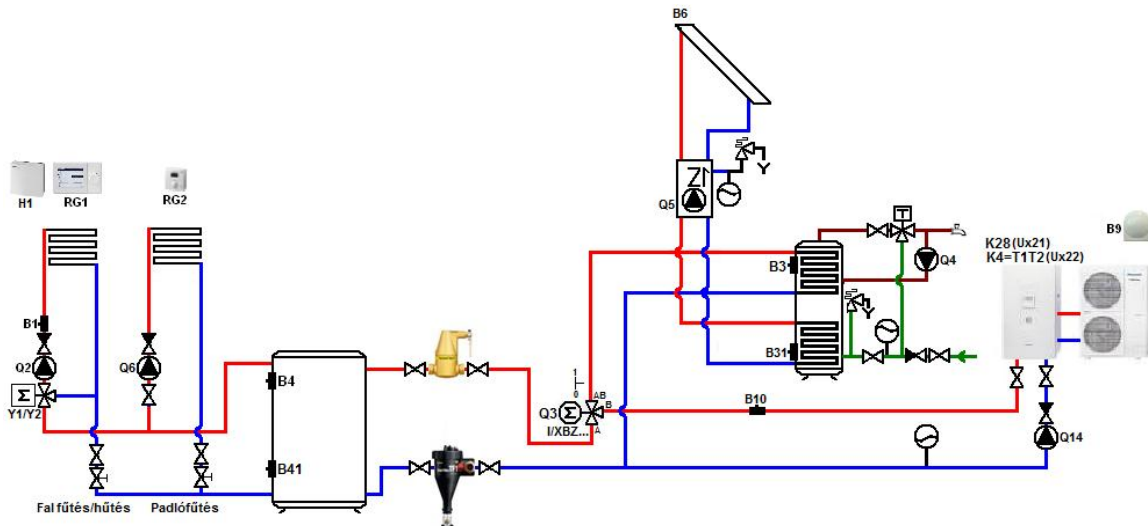 B6
H1
RG1
RG2
Q5
B9
K28(Ux21)
K4=T1T2(Ux22)
T
B3
Q4
B1
B31
Q2
Q6
B4
Σ
Y1/Y2
1
0
AB
Q3
Σ
B
B10
I/XBZ...
A
Q14
B41
Fal fűtés/hűtés
Padlófűtés